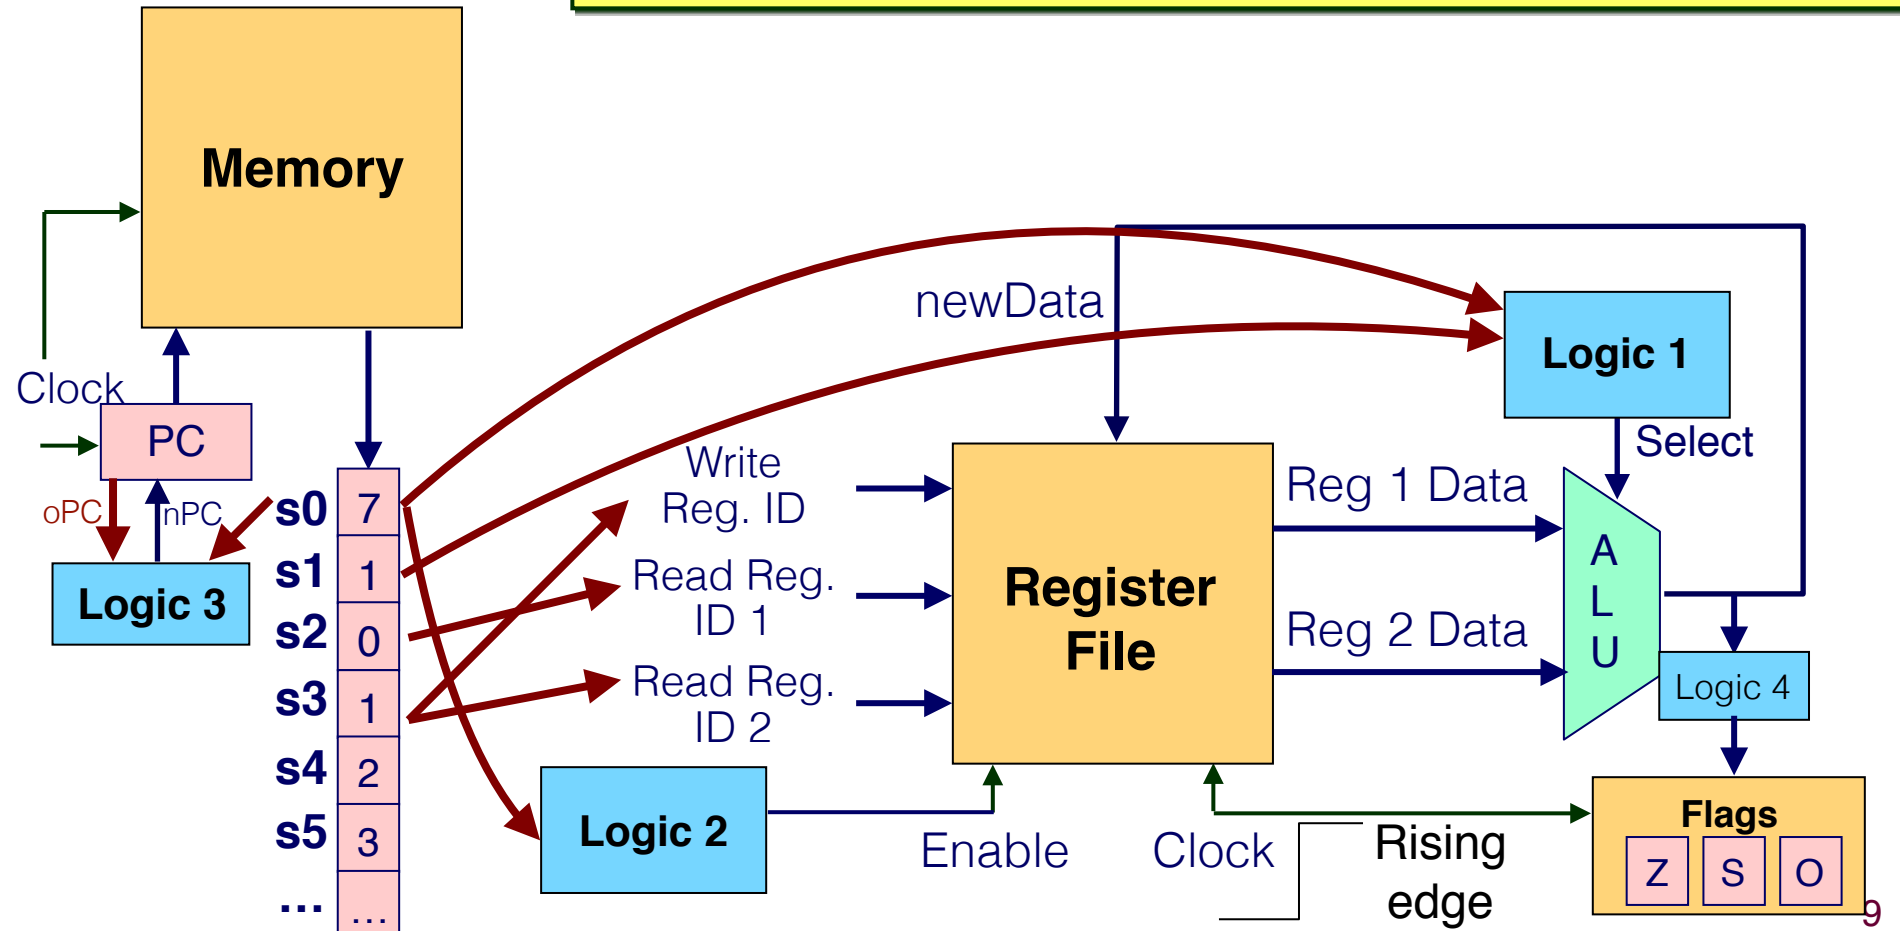 Memory
Clock
PC
oPC
nPC
Logic 3
s0 7
s1 1
s2 0
s3 1
s4 2
s5 3
... ...
Write
Reg. ID
Read Reg.
ID 1
Read Reg.
ID 2
Logic 2
Enable
newData
Register
File
Clock
Rising
edge
Reg 1 Data
Reg 2 Data
Logic 1
Select
A
L
U
Logic 4
Flags
Z S O
9